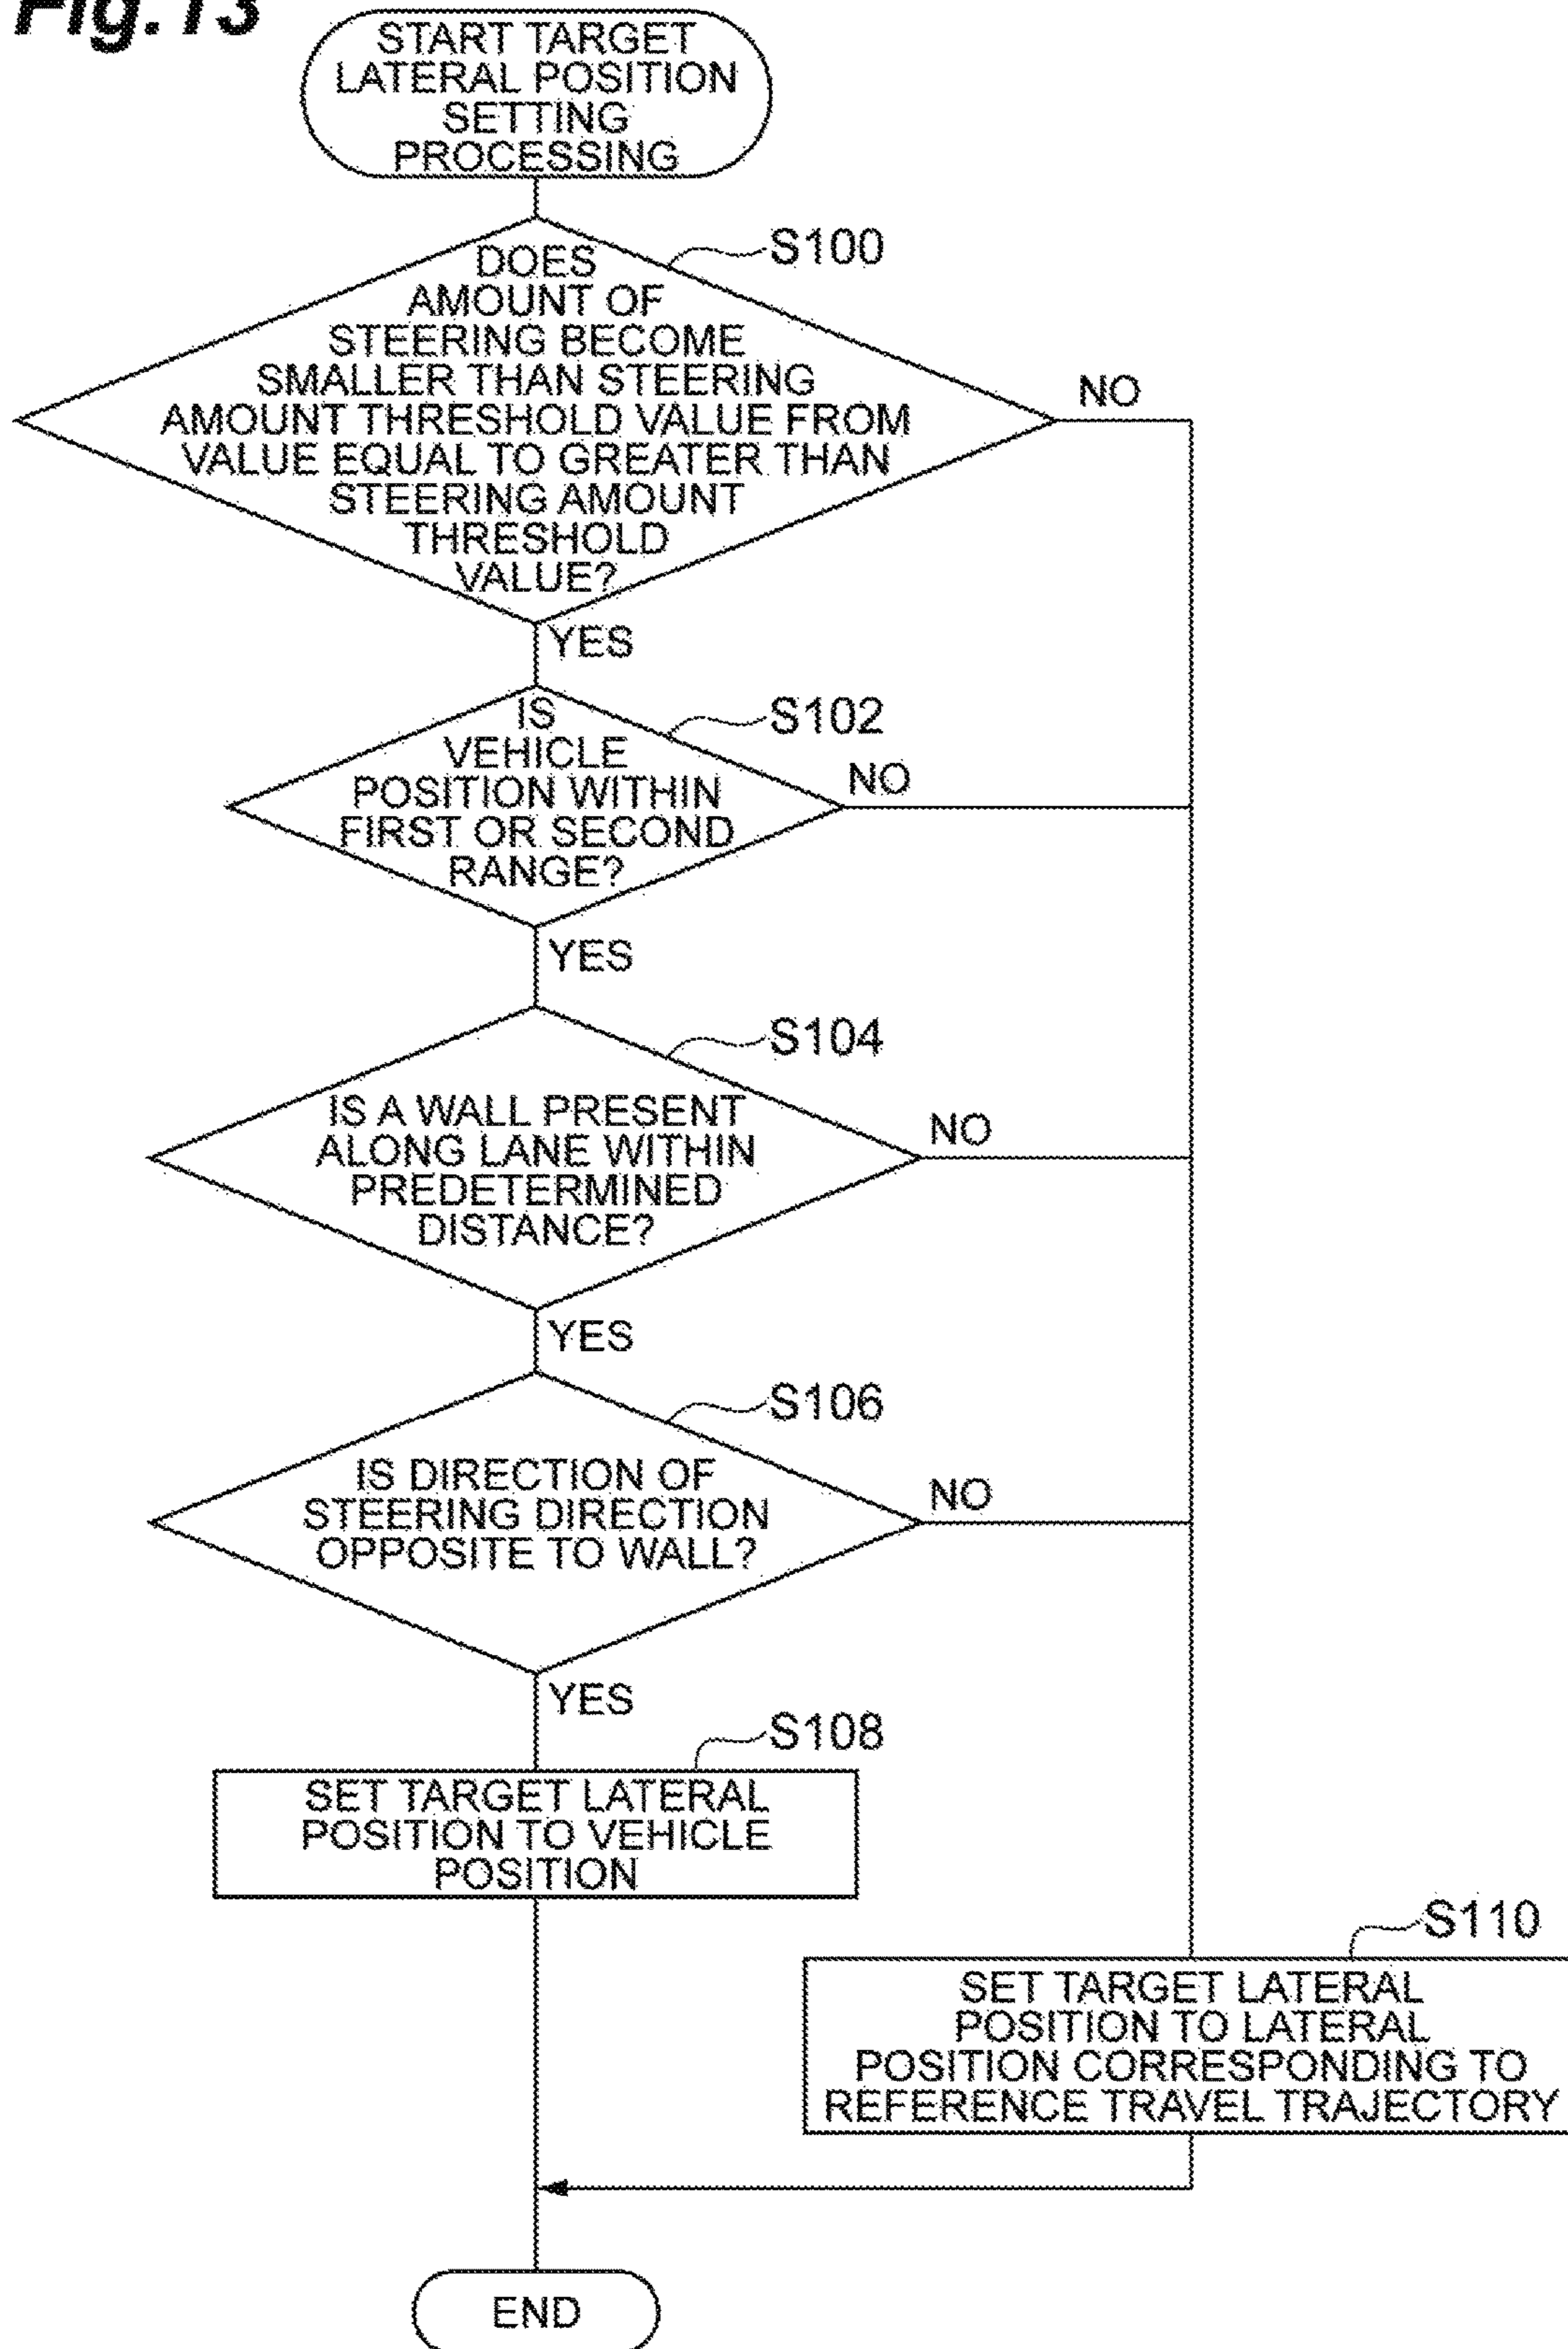 Fig.13
START TARGET
LATERAL POSITION
SETTING
PROCESSING
S100
DOES
AMOUNT OF
STEERING BECOME
SMALLER THAN STEERING
AMOUNT THRESHOLD VALUE FROM
VALUE EQUAL TO GREATER THAN
STEERING AMOUNT
THRESHOLD
VALUE?
NO
YES
S102
IS
VEHICLE
POSITION WITHIN
FIRST OR SECOND
RANGE?
NO
YES
S104
IS A WALL PRESENT
ALONG LANE WITHIN
PREDETERMINED
DISTANCE?
NO
YES
S106
IS DIRECTION OF
STEERING DIRECTION
OPPOSITE TO WALL?
NO
YES
S108
SET TARGET LATERAL
POSITION TO VEHICLE
POSITION
S110
SET TARGET LATERAL
POSITION TO LATERAL
POSITION CORRESPONDING TO
REFERENCE TRAVEL TRAJECTORY
END